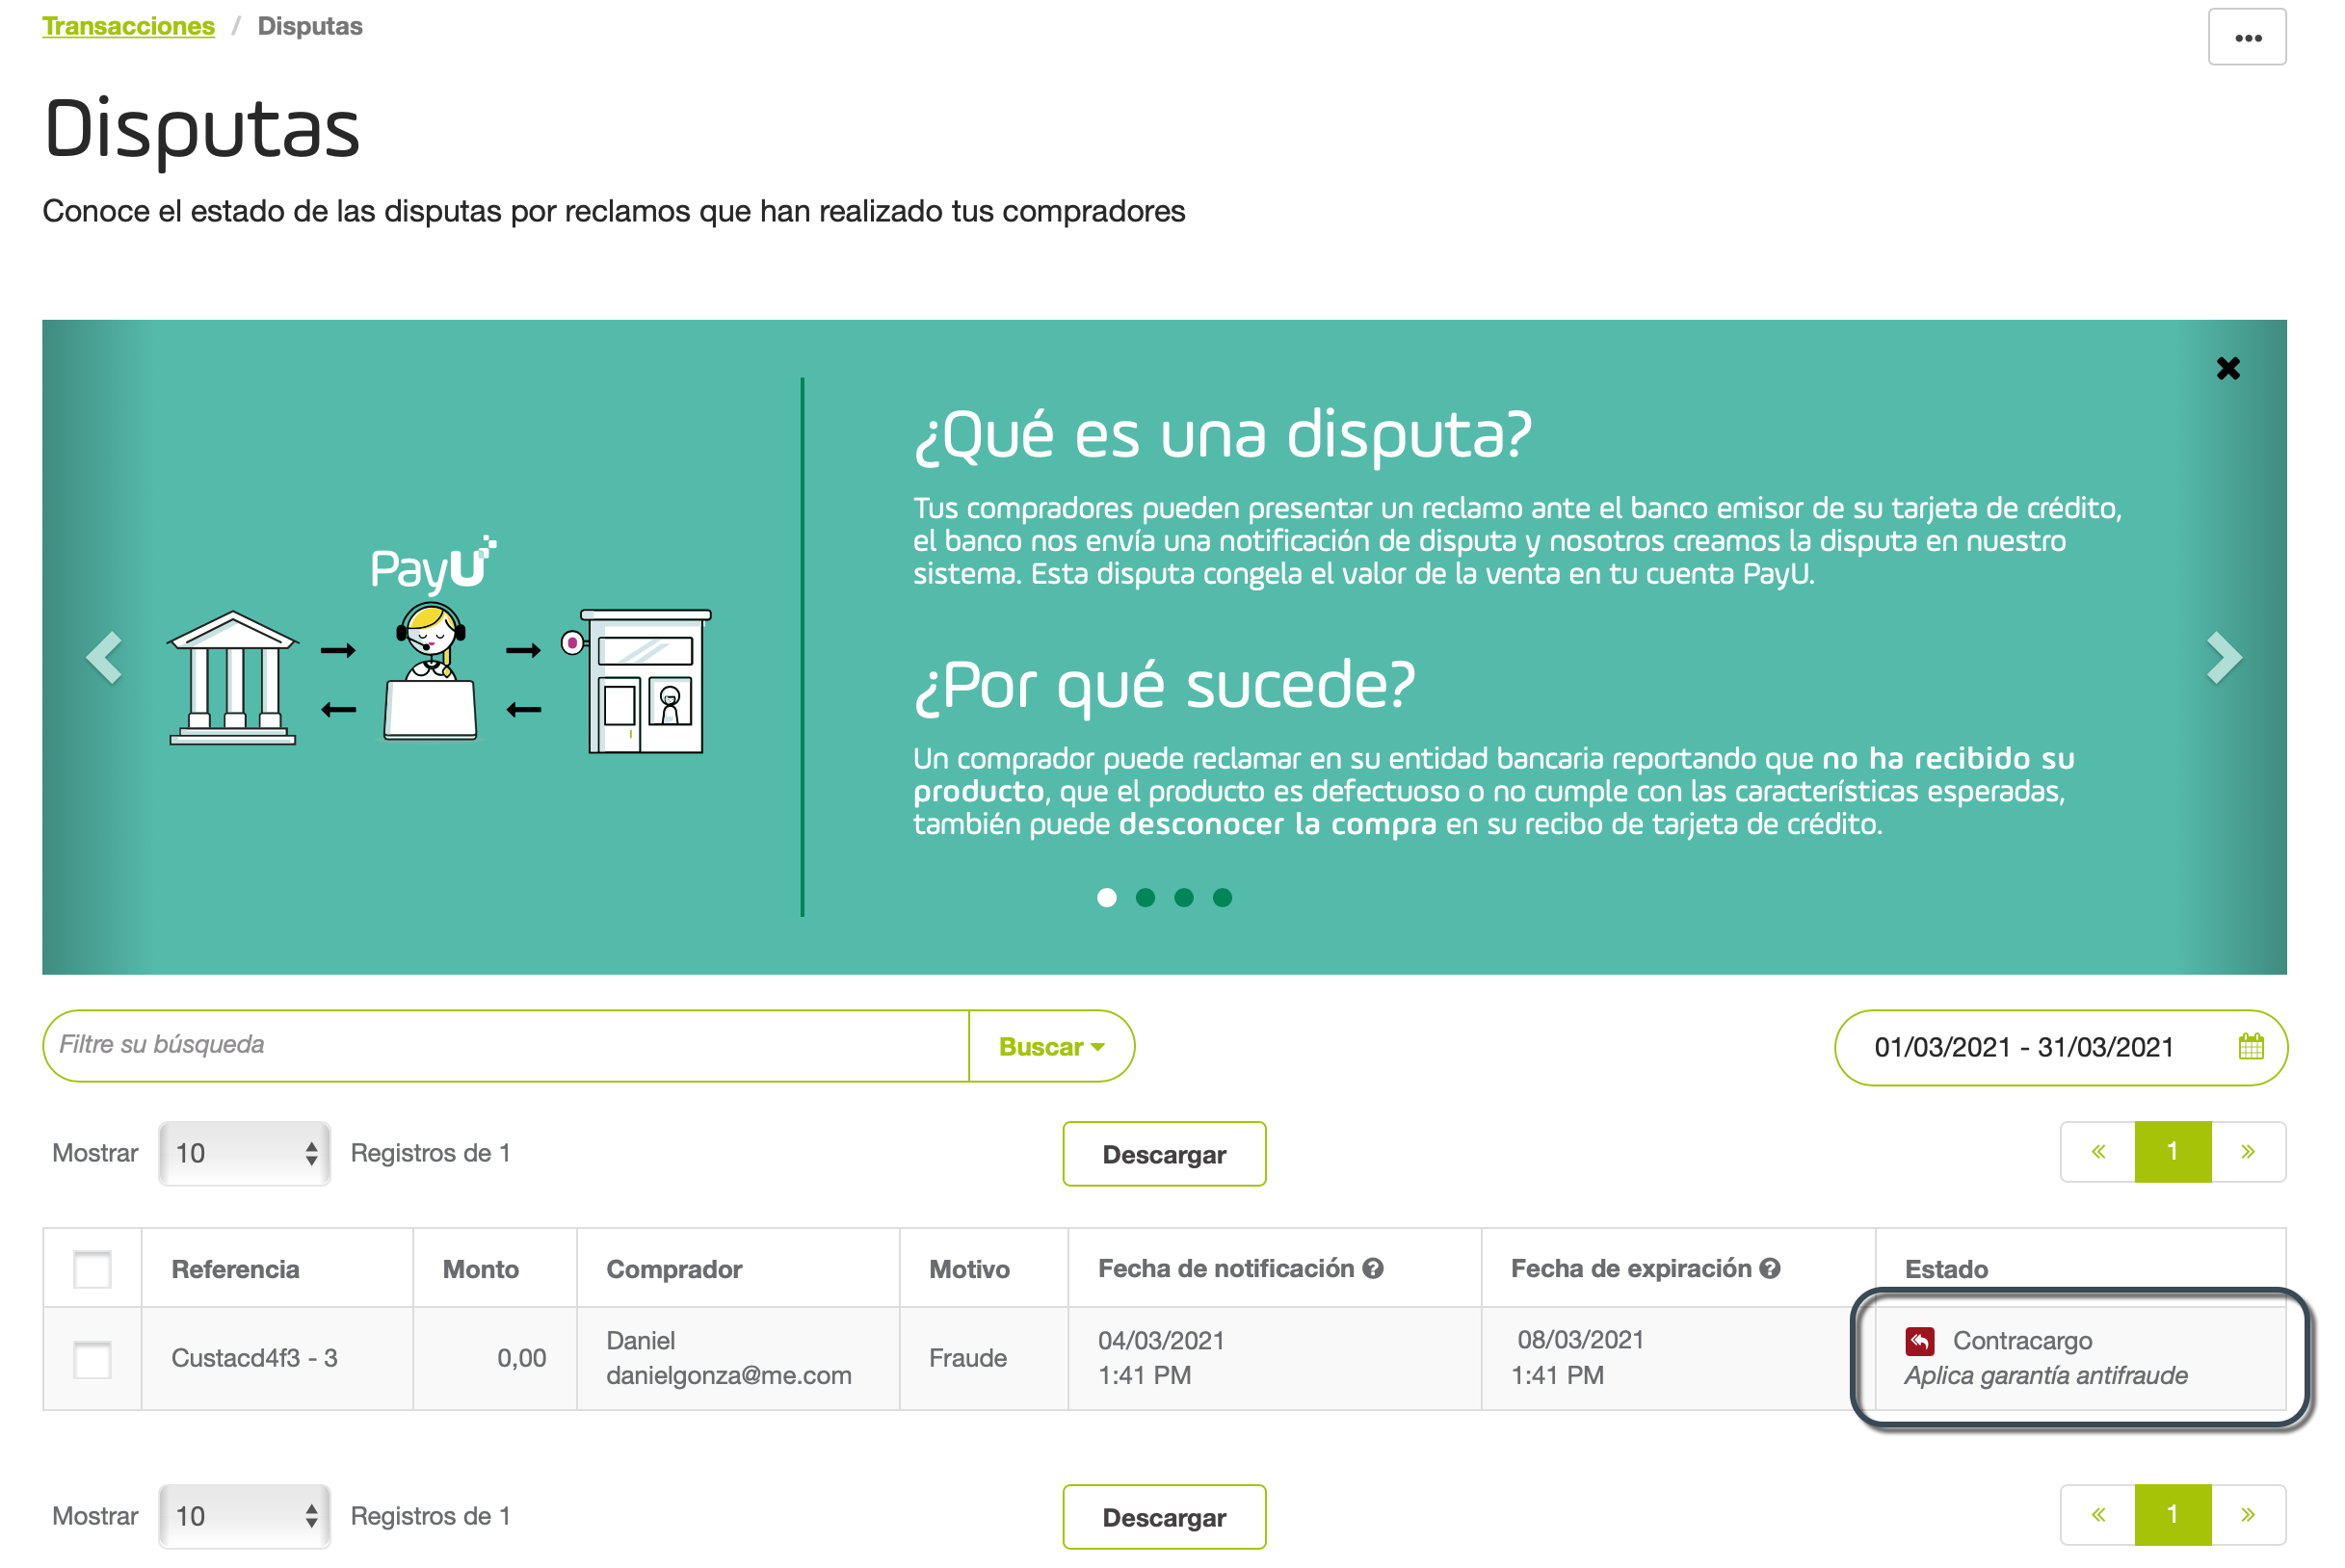 Transacciones / Disputas
•••
Disputas
Conoce el estado de las disputas por reclamos que han realizado tus compradores
¿Qué es una disputa?
Tus compradores pueden presentar un reclamo ante el banco emisor de su tarjeta de crédito,
el banco nos envía una notificación de disputa y nosotros creamos la disputa en nuestro
sistema. Esta disputa congela el valor de la venta en tu cuenta PayU.
PayU
¿Por qué sucede?
Un comprador puede reclamar en su entidad bancaria reportando que no ha recibido su
producto, que el producto es defectuoso o no cumple con las características esperadas,
también puede desconocer la compra en su recibo de tarjeta de crédito.
Filtre su búsqueda Buscar 01/03/2021 - 31/03/2021
Mostrar 10 Registros de 1 Descargar « 1 »
Referencia Monto Comprador Motivo Fecha de notificación ? Fecha de expiración ? Estado
Custacd4f3 - 3 0,00 Daniel Fraude 04/03/2021 08/03/2021 Contracargo
danielgonza@me.com 1:41 PM 1:41 PM Aplica garantía antifraude
Mostrar 10 Registros de 1 Descargar « 1 »